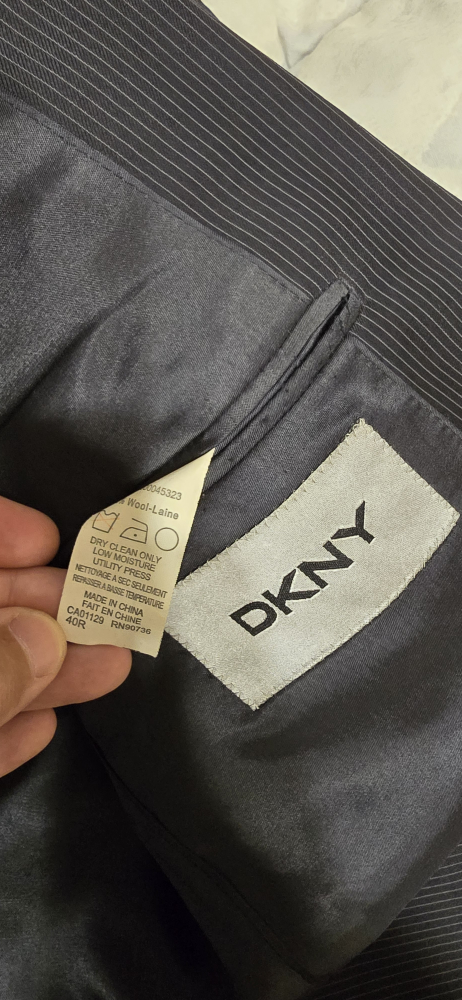 0045323
Wool-Laine
DRY CLEAN ONLY
LOW MOISTURE
UTILITY PRESS
NETTOYAGE A SEC SEULEMENT
REPASSER A BASSE TEMPERATURE
MADE IN CHINA
FAIT EN CHINE
CA01129 RN90736
40R
DKNY